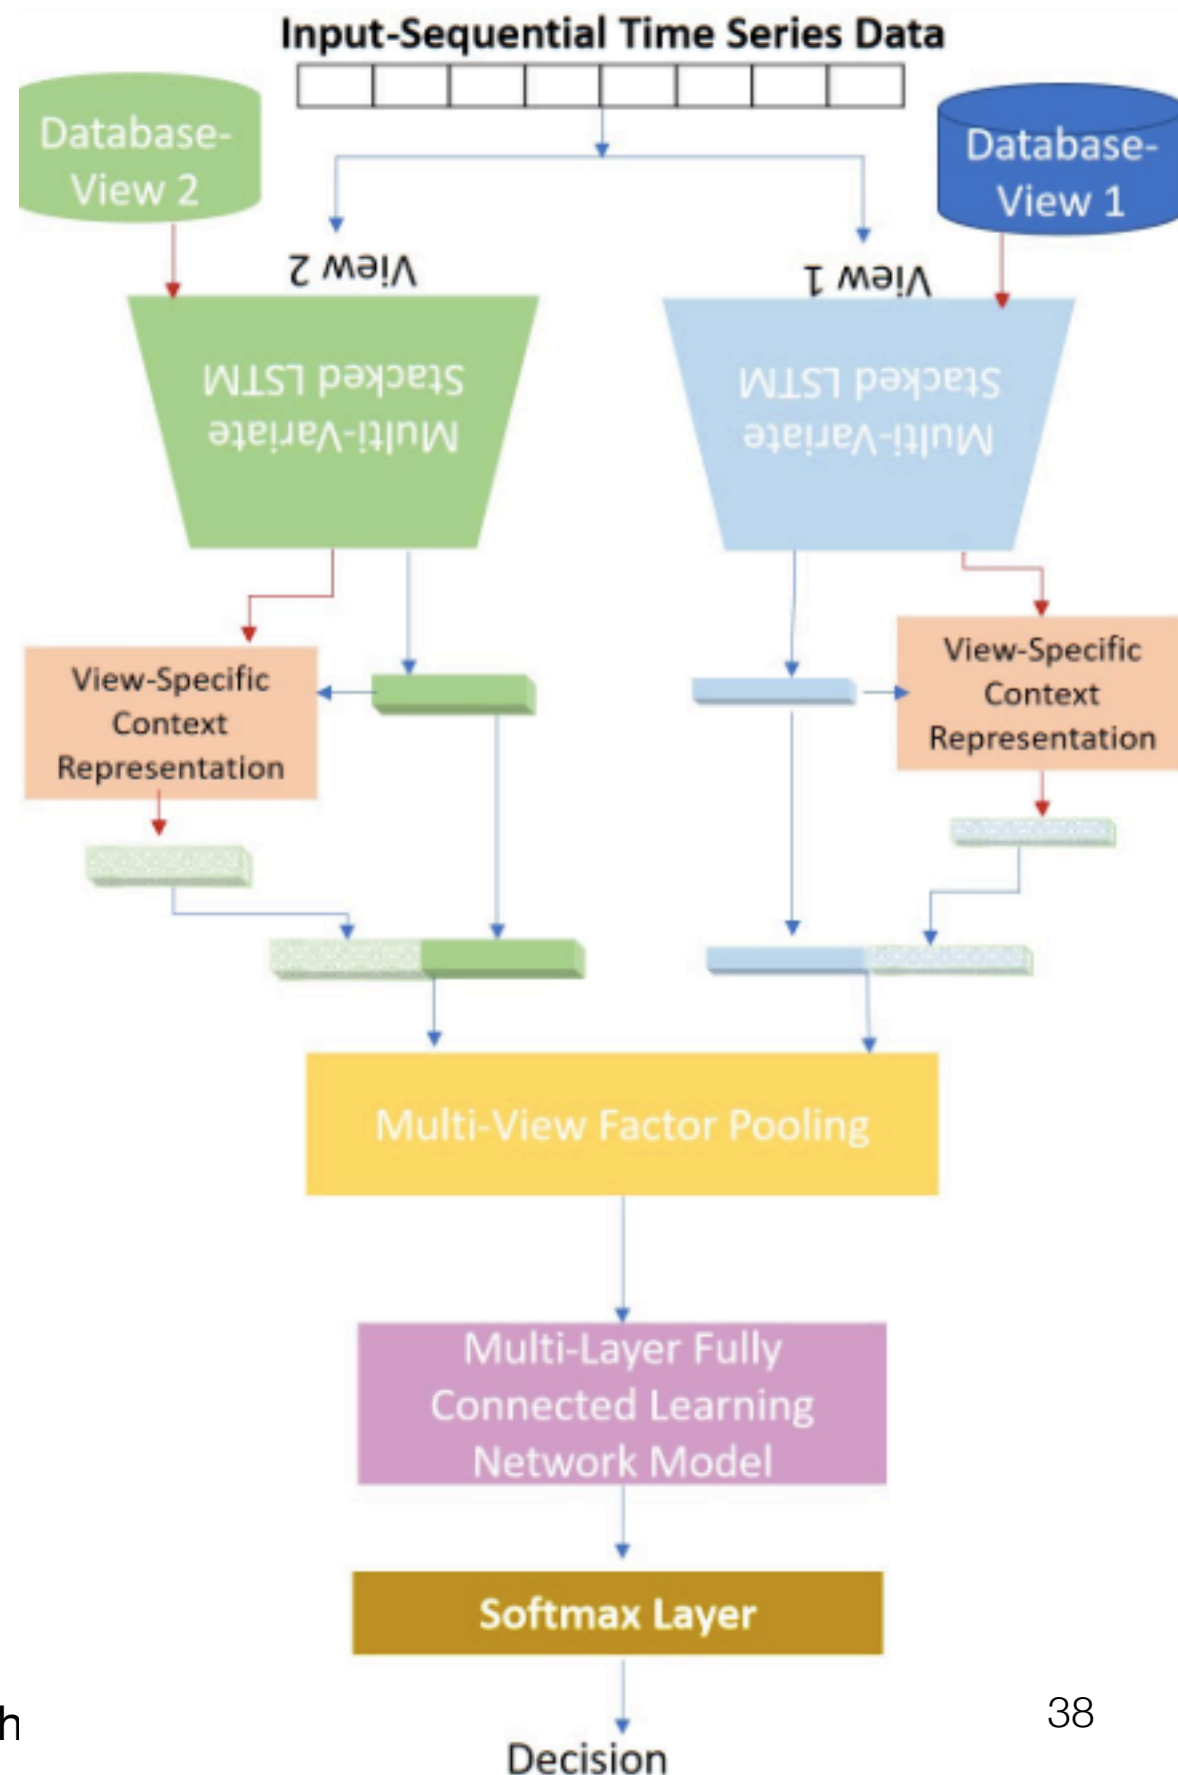 Input-Sequential Time Series Data
Database-
View 2
Database-
View 1
View 2
View 1
Multi-Variate
Stacked LSTM
Multi-Variate
Stacked LSTM
View-Specific
Context
Representation
View-Specific
Context
Representation
Multi-View Factor Pooling
Multi-Layer Fully
Connected Learning
Network Model
Softmax Layer
h
38
Decision